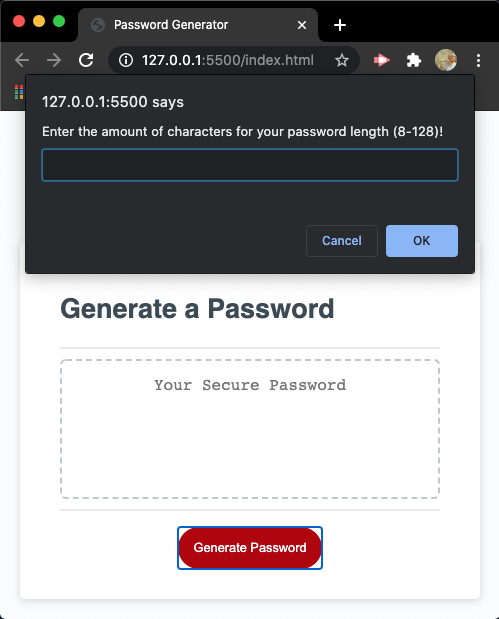 Password Generator
127.0.0.1:5500/index.html
127.0.0.1:5500 says
Enter the amount of characters for your password length (8-128)!
Cancel
OK
Generate a Password
Your Secure Password
Generate Password